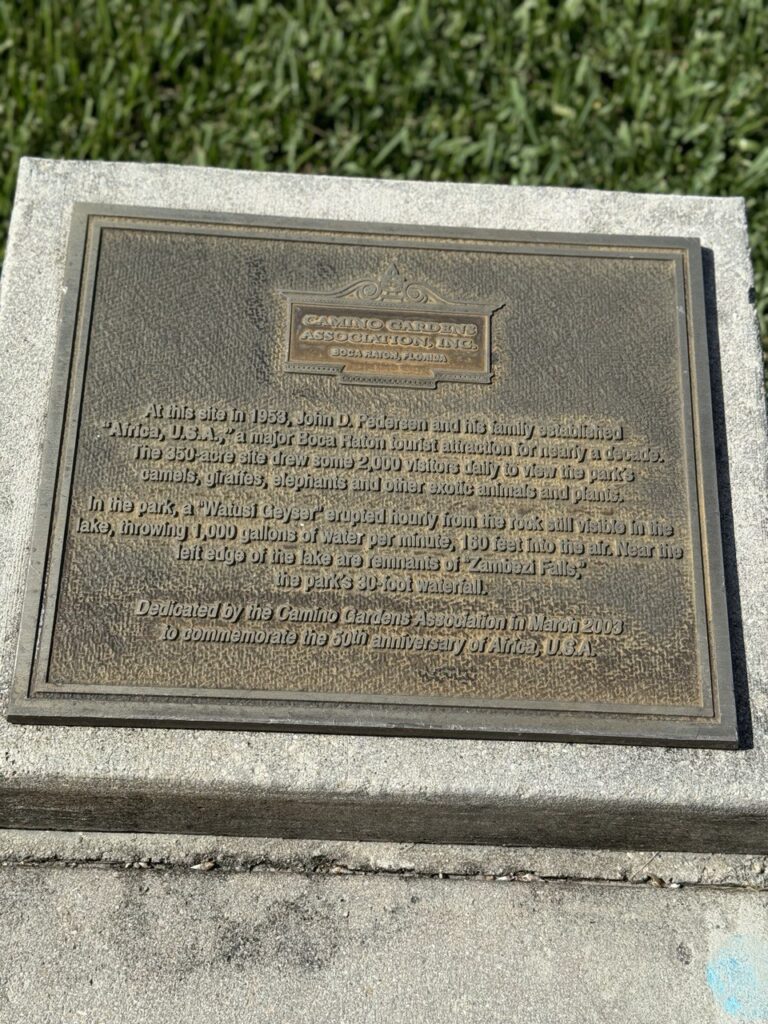 CAMINO GARDENS
ASSOCIATION, INC.
BOCA RATON, FLORIDA
At this site in 1953, John D. Pedersen and his family established
"Africa, U.S.A.," a major Boca Raton tourist attraction for nearly a decade.
The 350-acre site drew some 2,000 visitors daily to view the park's
camels, giraffes, elephants and other exotic animals and plants.
In the park, a "Watusi Geyser" erupted hourly from the rock still visible in the
lake, throwing 1,000 gallons of water per minute, 160 feet into the air. Near the
left edge of the lake are remnants of "Zambezi Falls,"
the park's 30-foot waterfall.
Dedicated by the Camino Gardens Association in March 2003
to commemorate the 50th anniversary of Africa, U.S.A.